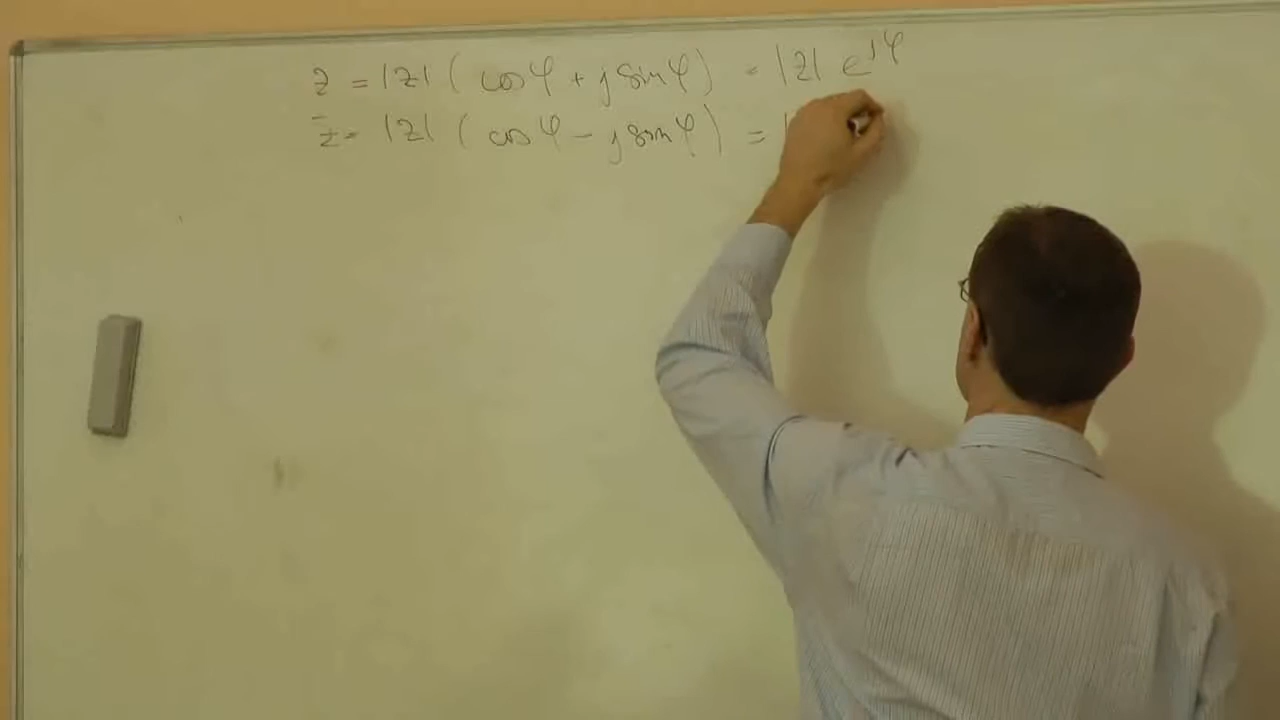 z = |z| ( cos φ + j sin φ ) = |z| e^{jφ}
z̄ = |z| ( cos φ − j sin φ ) = |